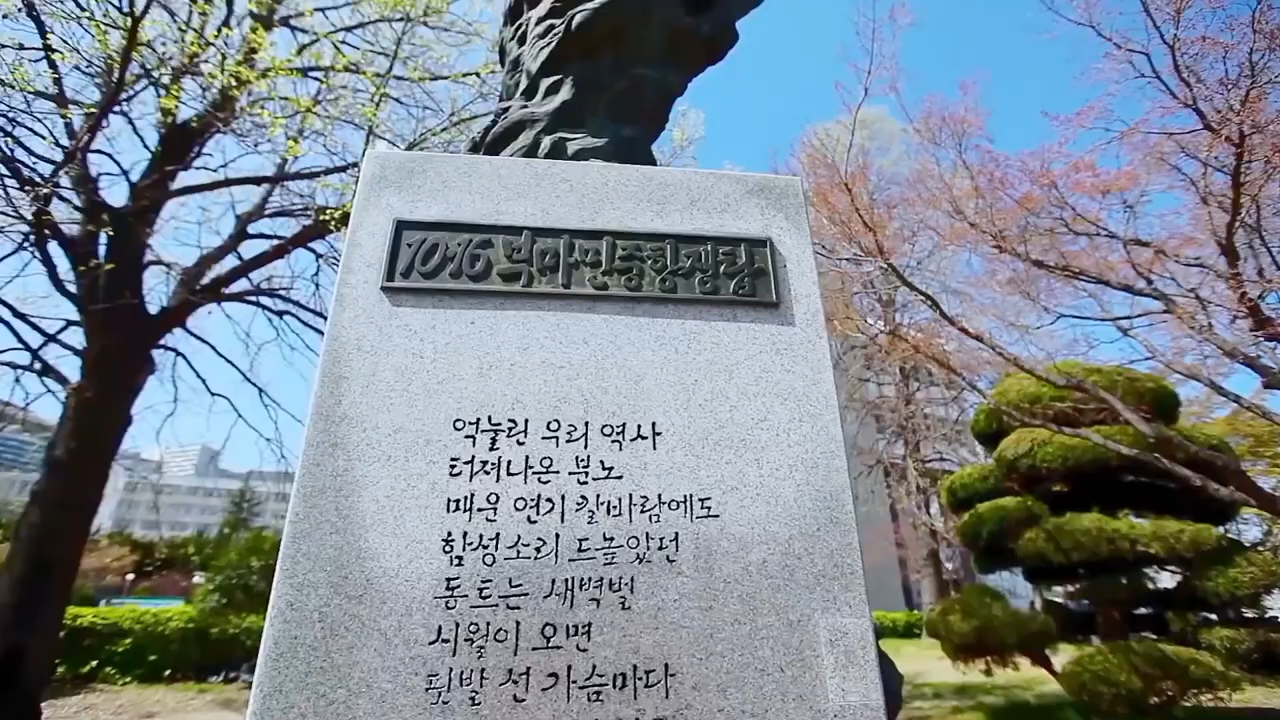 10·16 부마민중항쟁탑
억눌린 우리 역사
터져나온 분노
매운 연기 칼바람에도
함성소리 드높았던
동트는 새벽벌
시월이 오면
핏발 선 가슴마다